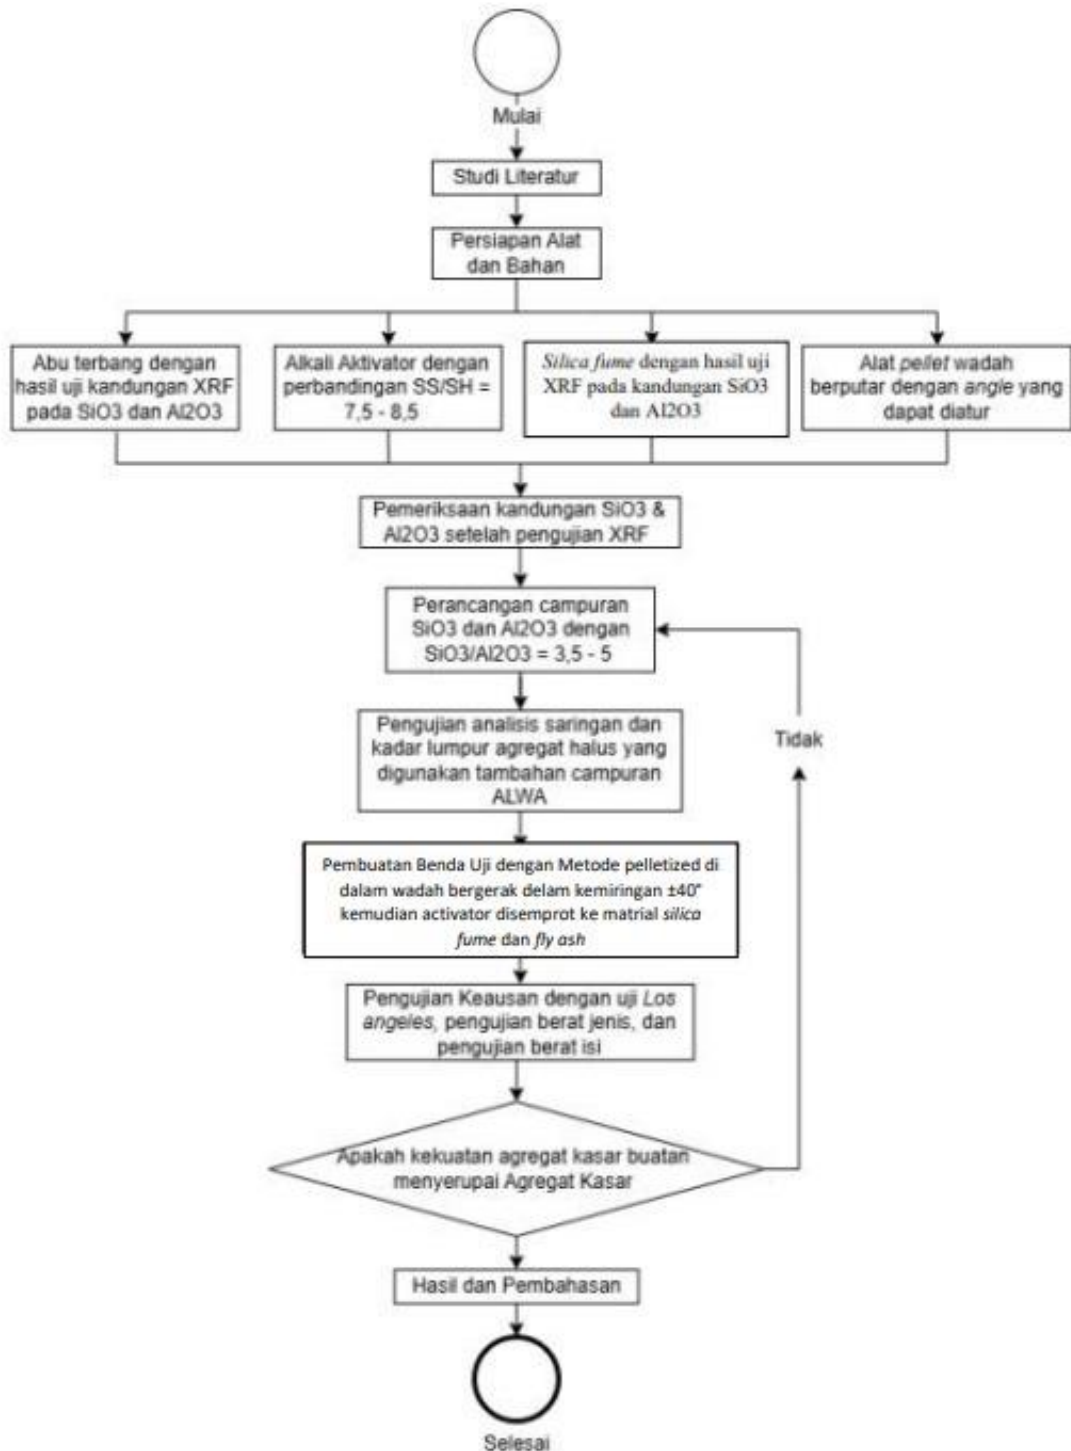 Mulai
Studi Literatur
Persiapan Alat
dan Bahan
Abu terbang dengan
hasil uji kandungan XRF
pada SiO3 dan Al2O3
Alkali Aktivator dengan
perbandingan SS/SH =
7,5 - 8,5
Silica fume dengan hasil uji
XRF pada kandungan SiO3
dan Al2O3
Alat pellet wadah
berputar dengan angle yang
dapat diatur
Pemeriksaan kandungan SiO3 &
Al2O3 setelah pengujian XRF
Perancangan campuran
SiO3 dan Al2O3 dengan
SiO3/Al2O3 = 3,5 - 5
Pengujian analisis saringan dan
kadar lumpur agregat halus yang
digunakan tambahan campuran
ALWA
Tidak
Pembuatan Benda Uji dengan Metode pelletized di
dalam wadah bergerak delam kemiringan ±40°
kemudian activator disemprot ke matrial silica
fume dan fly ash
Pengujian Keausan dengan uji Los
angeles, pengujian berat jenis, dan
pengujian berat isi
Apakah kekuatan agregat kasar buatan
menyerupai Agregat Kasar
Hasil dan Pembahasan
Selesai